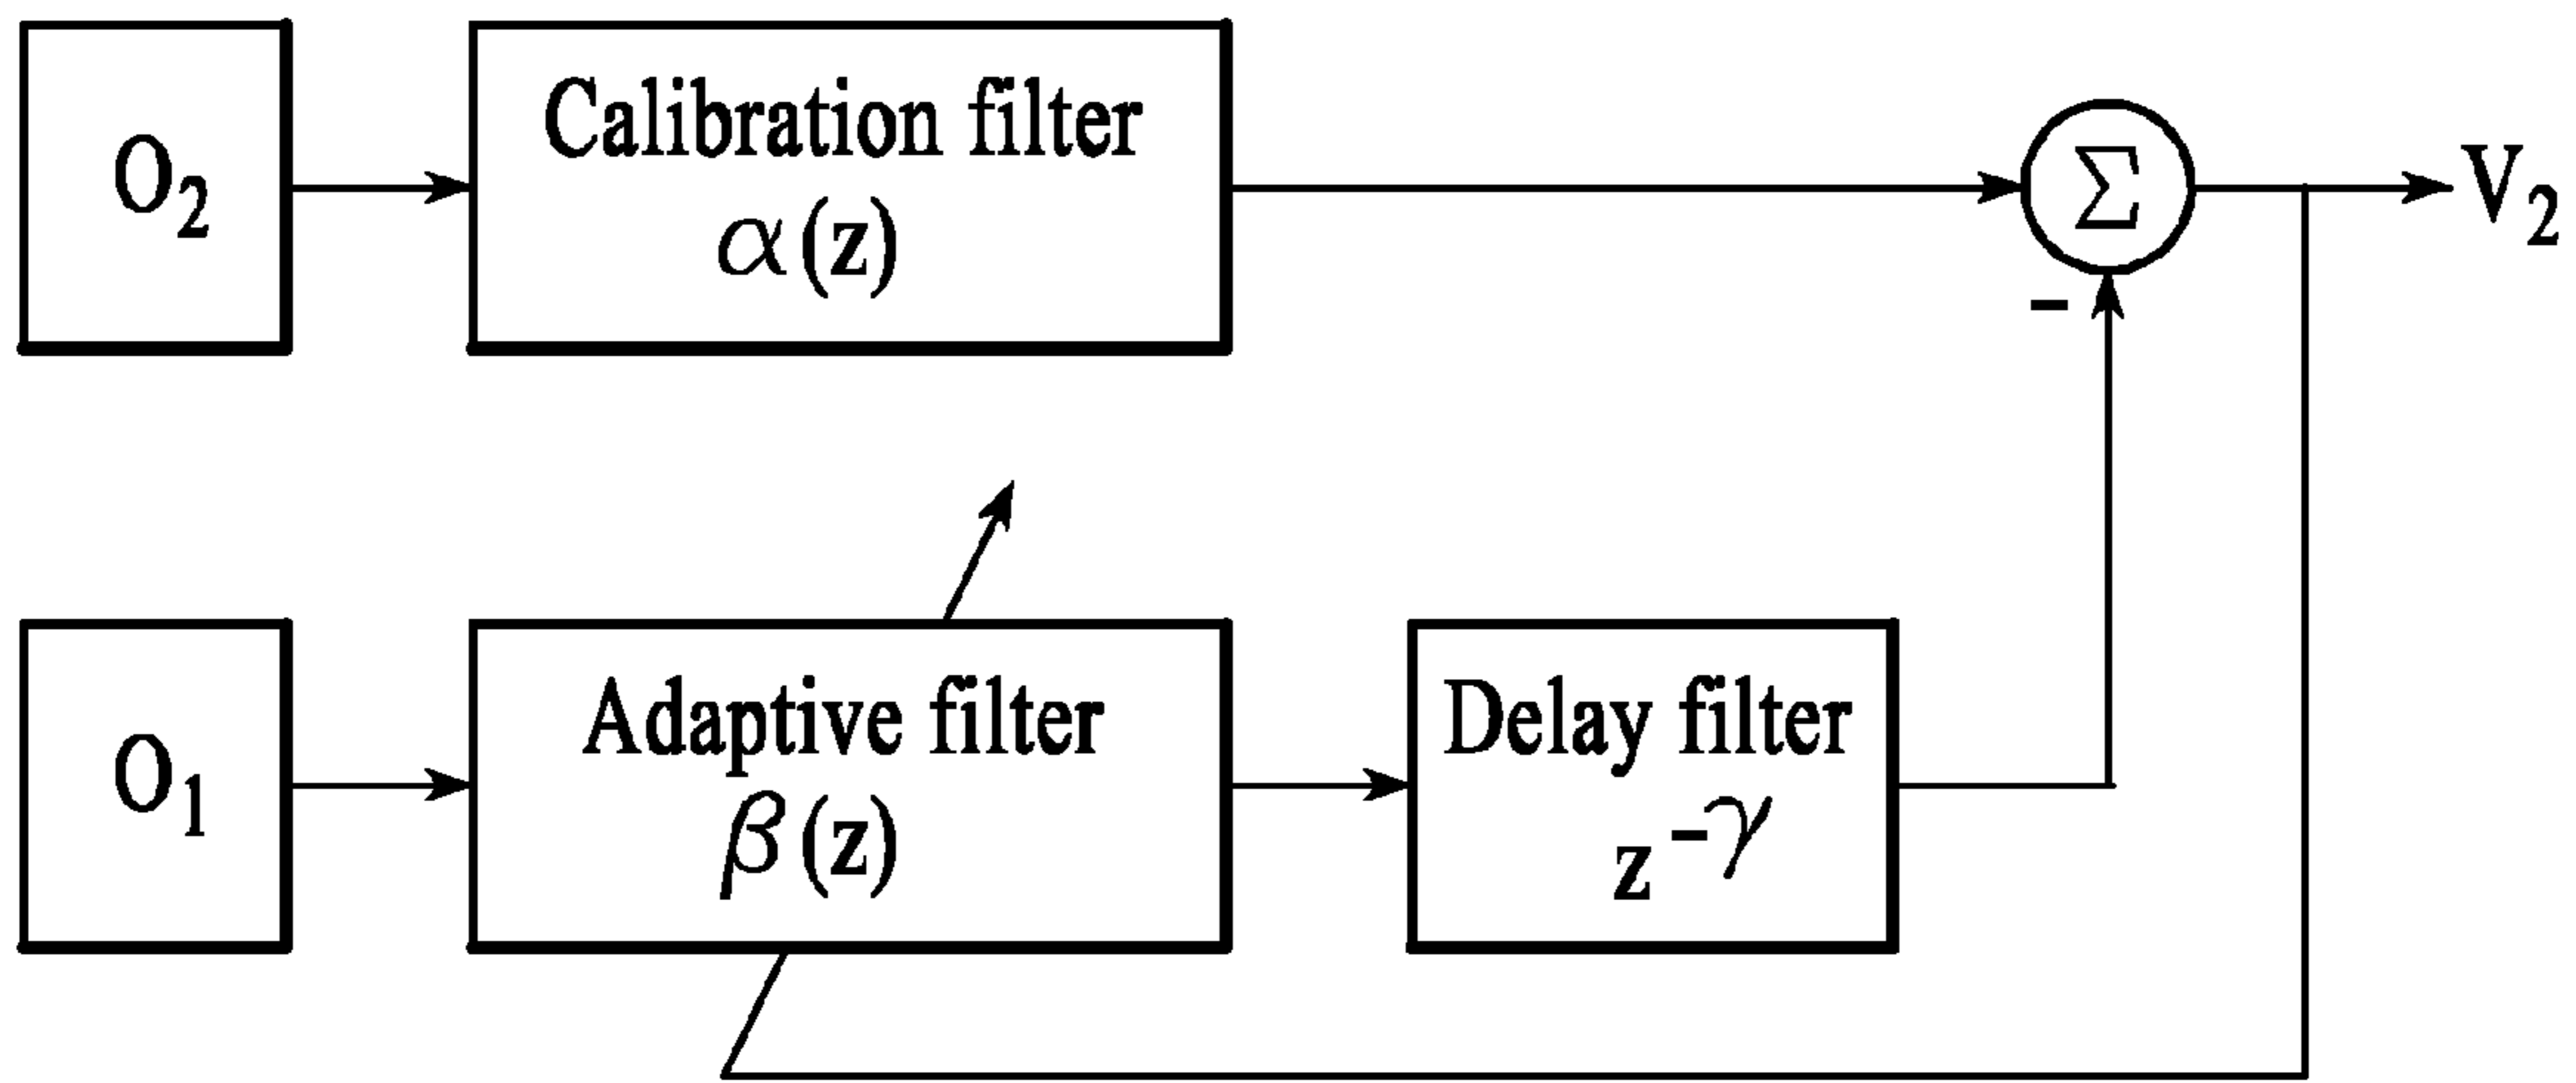 O₂
Calibration filter
α(z)
Σ
V₂
-
O₁
Adaptive filter
β(z)
Delay filter
z^-γ